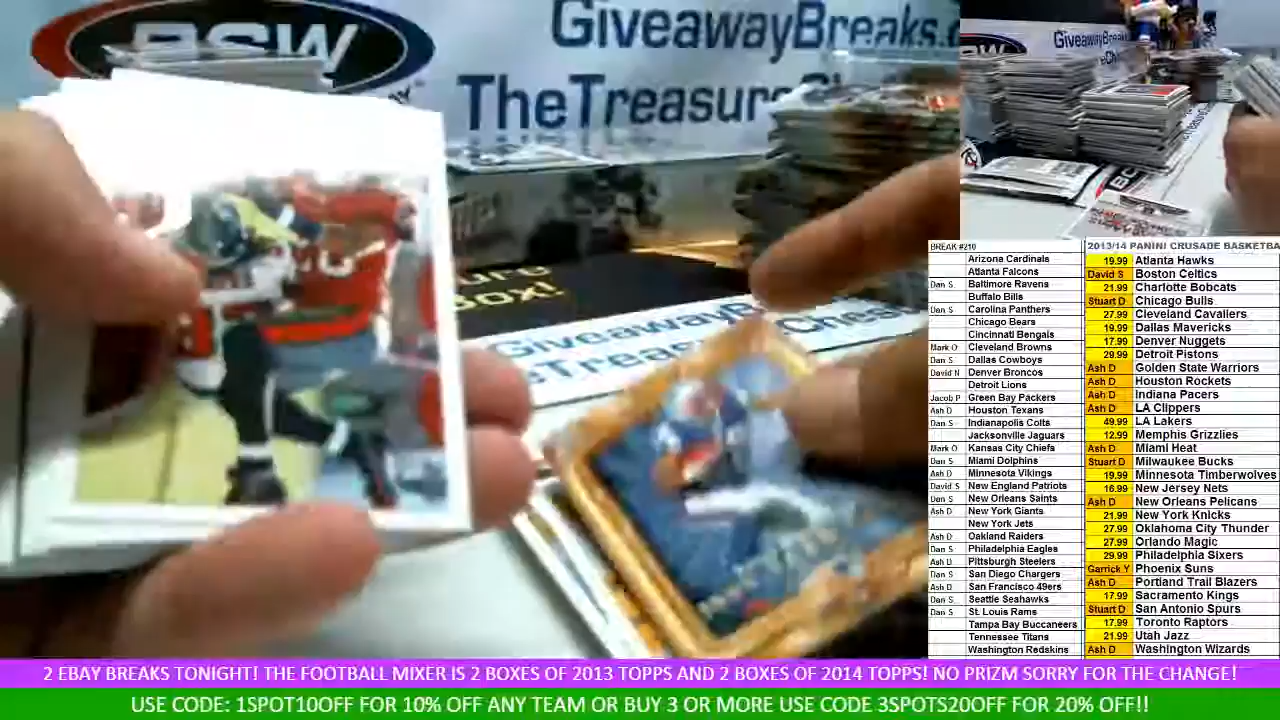 BSW
GiveawayBreaks.c
TheTreasure
GiveawayBreaks
BREAK #210
Arizona Cardinals
Atlanta Falcons
Dan S Baltimore Ravens
Buffalo Bills
Dan S Carolina Panthers
Chicago Bears
Cincinnati Bengals
Mark O Cleveland Browns
Dan S Dallas Cowboys
David N Denver Broncos
Detroit Lions
Jacob P Green Bay Packers
Ash D Houston Texans
Dan S Indianapolis Colts
Jacksonville Jaguars
Mark O Kansas City Chiefs
Dan S Miami Dolphins
Ash D Minnesota Vikings
David S New England Patriots
Dan S New Orleans Saints
Ash D New York Giants
New York Jets
Ash D Oakland Raiders
Dan S Philadelphia Eagles
Ash D Pittsburgh Steelers
Dan S San Diego Chargers
Ash D San Francisco 49ers
Dan S Seattle Seahawks
Dan S St. Louis Rams
Tampa Bay Buccaneers
Tennessee Titans
Washington Redskins
2013/14 PANINI CRUSADE BASKETBA
19.99 Atlanta Hawks
David S Boston Celtics
21.99 Charlotte Bobcats
Stuart D Chicago Bulls
27.99 Cleveland Cavaliers
19.99 Dallas Mavericks
17.99 Denver Nuggets
29.99 Detroit Pistons
Ash D Golden State Warriors
Ash D Houston Rockets
Ash D Indiana Pacers
Ash D LA Clippers
49.99 LA Lakers
12.99 Memphis Grizzlies
Ash D Miami Heat
Stuart D Milwaukee Bucks
19.99 Minnesota Timberwolves
16.99 New Jersey Nets
Ash D New Orleans Pelicans
21.99 New York Knicks
27.99 Oklahoma City Thunder
27.99 Orlando Magic
29.99 Philadelphia Sixers
Garrick Y Phoenix Suns
Ash D Portland Trail Blazers
17.99 Sacramento Kings
Stuart D San Antonio Spurs
17.99 Toronto Raptors
21.99 Utah Jazz
Ash D Washington Wizards
2 EBAY BREAKS TONIGHT! THE FOOTBALL MIXER IS 2 BOXES OF 2013 TOPPS AND 2 BOXES OF 2014 TOPPS! NO PRIZM SORRY FOR THE CHANGE!
USE CODE: 1SPOT10OFF FOR 10% OFF ANY TEAM OR BUY 3 OR MORE USE CODE 3SPOTS20OFF FOR 20% OFF!!